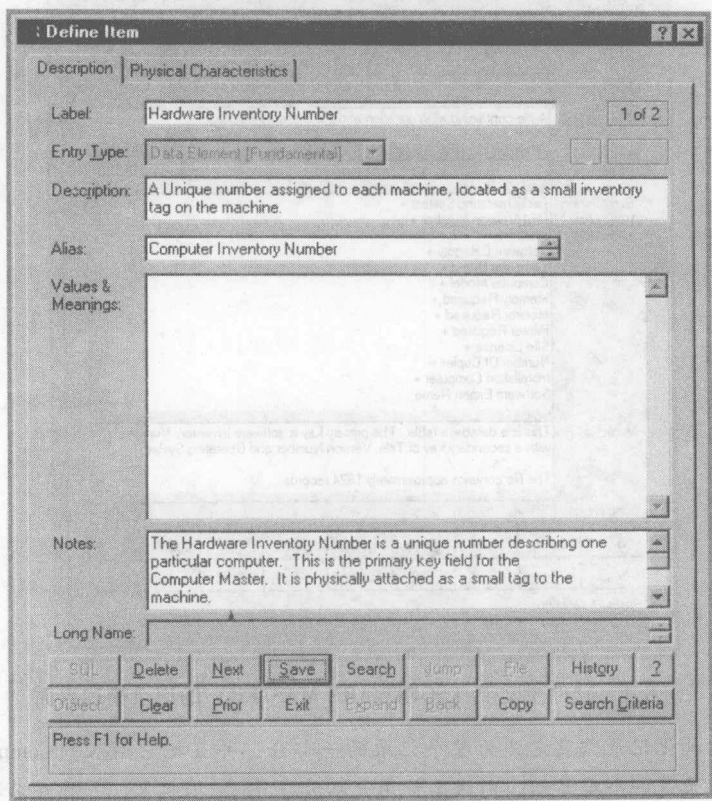 : Define Item ? ×
Description Physical Characteristics
Label: Hardware Inventory Number 1 of 2
Entry Type: Data Element [Fundamental]
Description: A Unique number assigned to each machine, located as a small inventory
tag on the machine.
Alias: Computer Inventory Number
Values &
Meanings:
Notes: The Hardware Inventory Number is a unique number describing one
particular computer. This is the primary key field for the
Computer Master. It is physically attached as a small tag to the
machine.
Long Name:
SQL Delete Next Save Search Jump File History ?
Dialect Clear Prior Exit Expand Back Copy Search Criteria
Press F1 for Help.